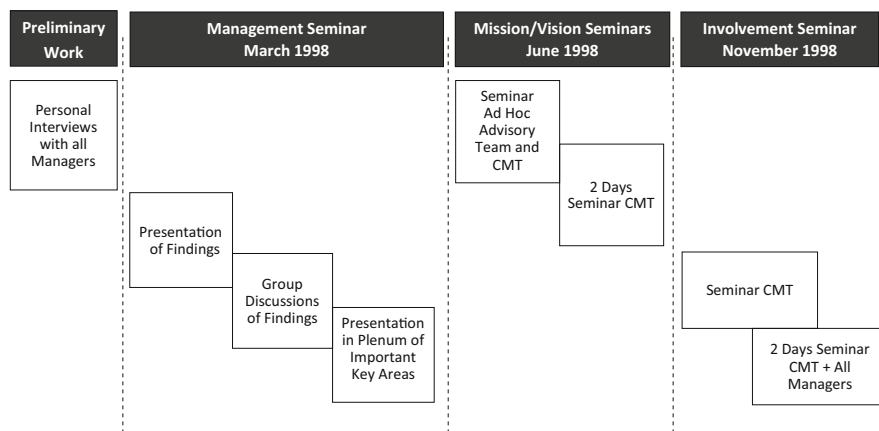 Preliminary
Work
Management Seminar
March 1998
Mission/Vision Seminars
June 1998
Involvement Seminar
November 1998
Personal
Interviews
with all
Managers
Presentation
of Findings
Group
Discussions
of Findings
Presentation
in Plenum of
Important
Key Areas
Seminar
Ad Hoc
Advisory
Team and
CMT
2 Days
Seminar CMT
Seminar CMT
2 Days Seminar
CMT + All
Managers